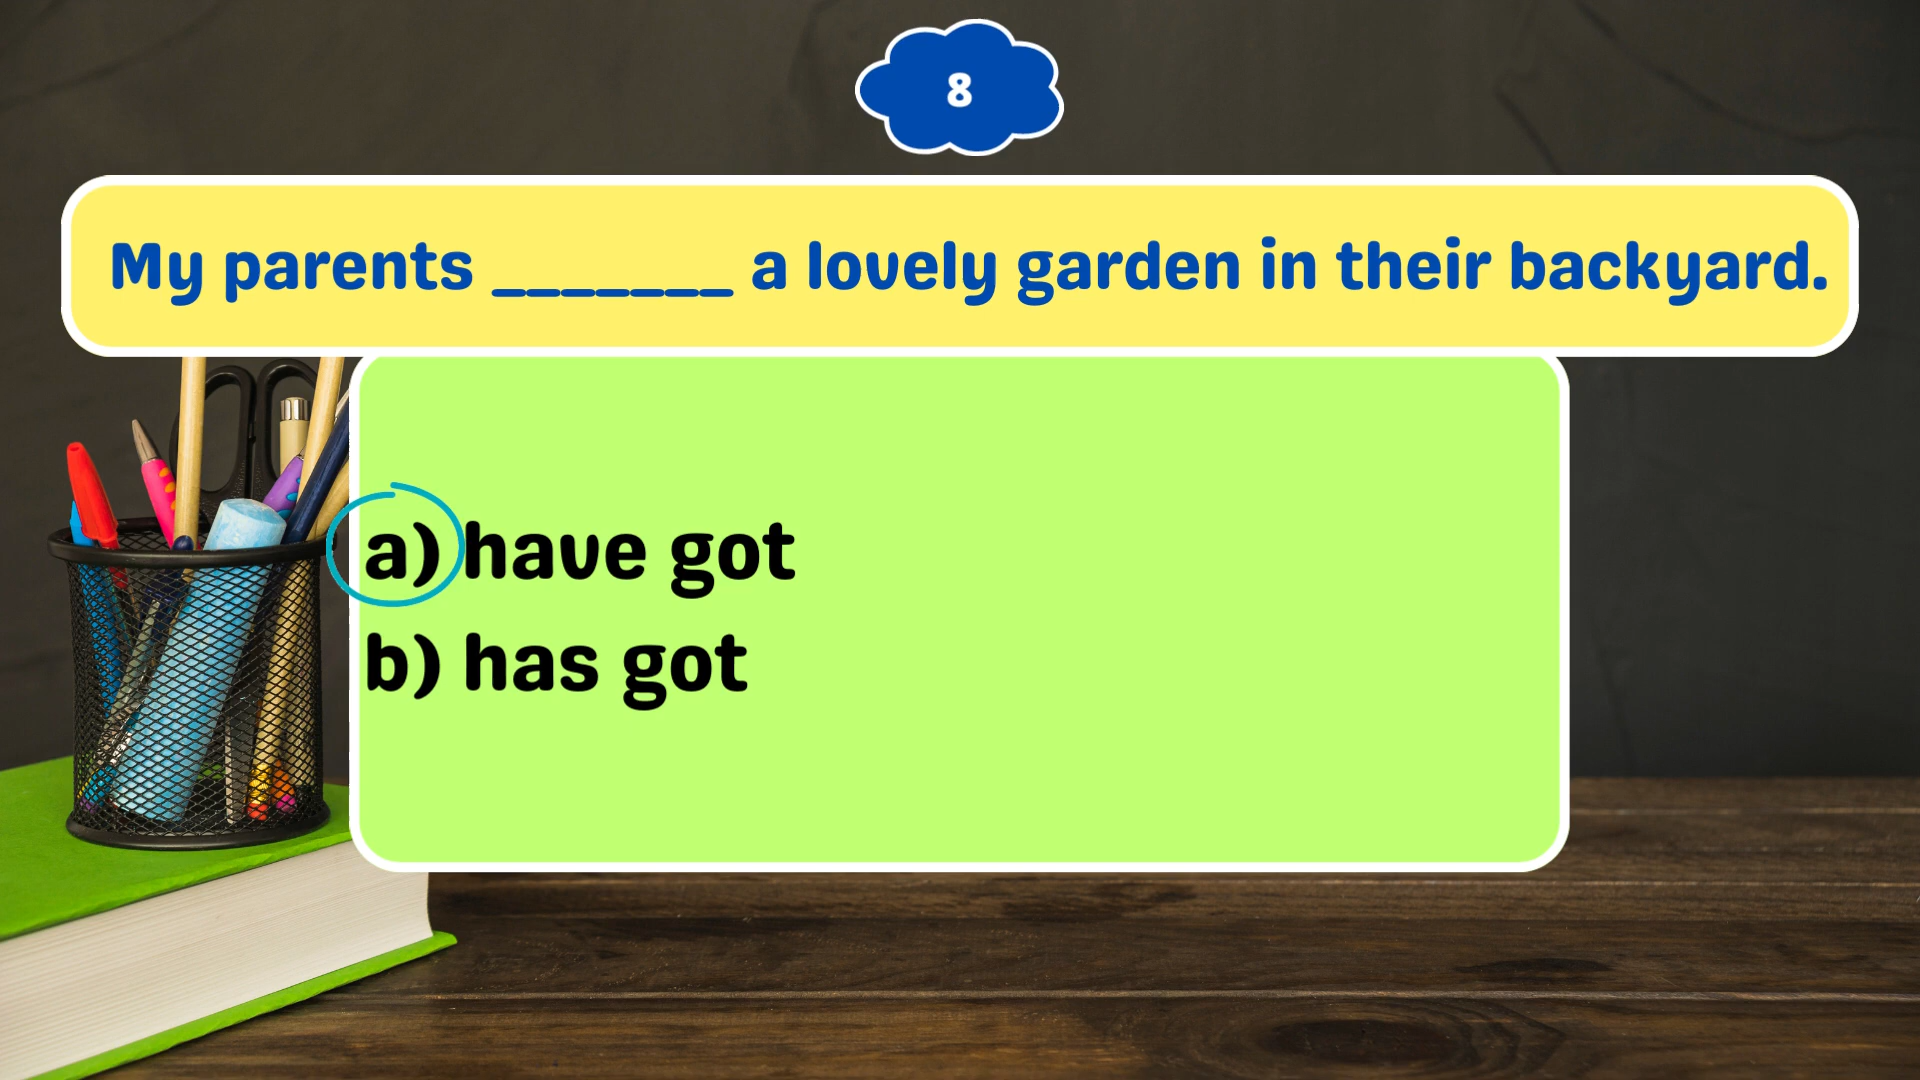 8
My parents _______ a lovely garden in their backyard.
a) have got
b) has got